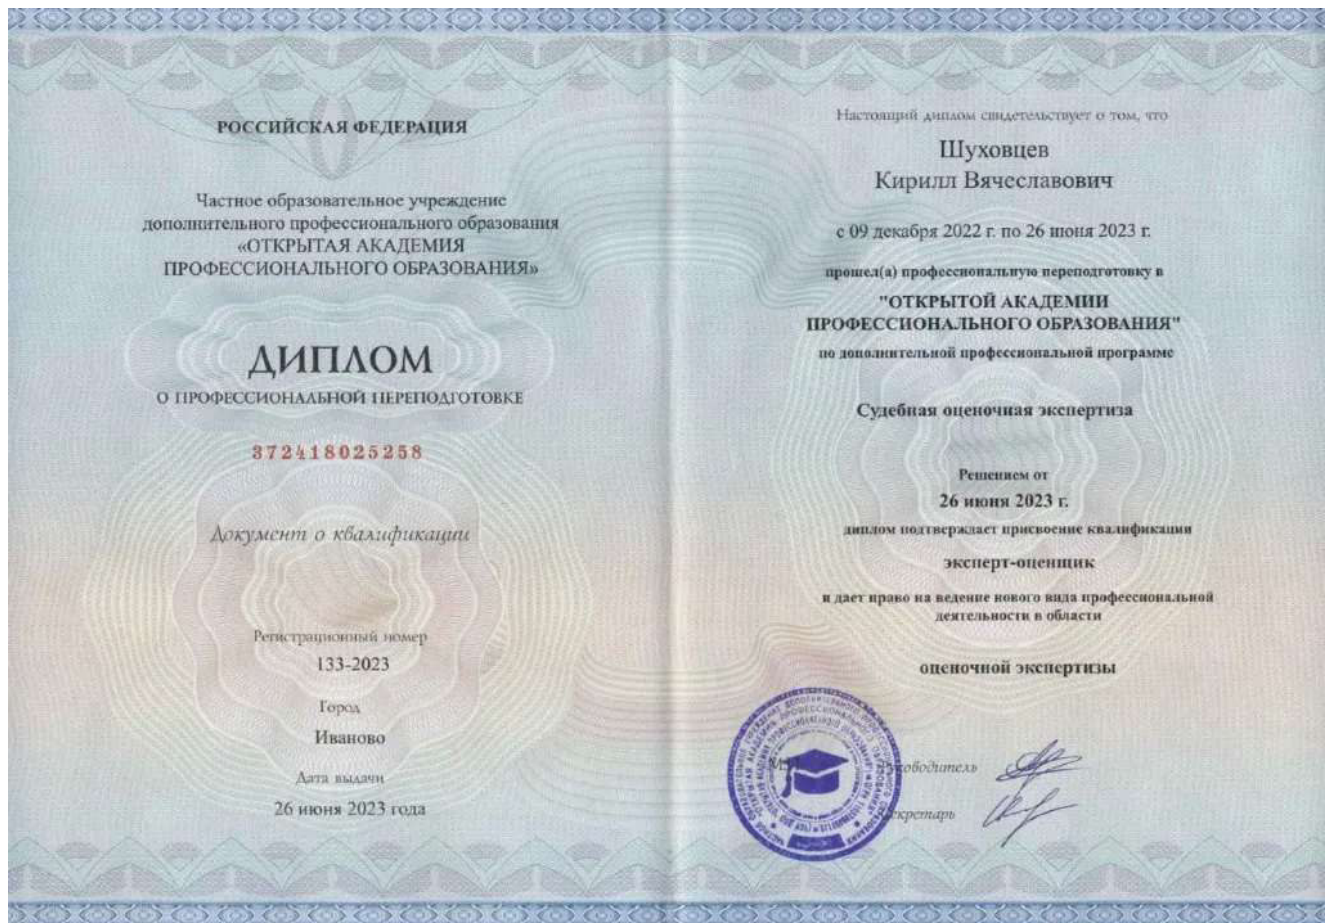 РОССИЙСКАЯ ФЕДЕРАЦИЯ
Частное образовательное учреждение
дополнительного профессионального образования
«ОТКРЫТАЯ АКАДЕМИЯ
ПРОФЕССИОНАЛЬНОГО ОБРАЗОВАНИЯ»
ДИПЛОМ
О ПРОФЕССИОНАЛЬНОЙ ПЕРЕПОДГОТОВКЕ
372418025258
Документ о квалификации
Регистрационный номер
133-2023
Город
Иваново
Дата выдачи
26 июня 2023 года
Настоящий диплом свидетельствует о том, что
Шуховцев
Кирилл Вячеславович
с 09 декабря 2022 г. по 26 июня 2023 г.
прошел(а) профессиональную переподготовку в
"ОТКРЫТОЙ АКАДЕМИИ
ПРОФЕССИОНАЛЬНОГО ОБРАЗОВАНИЯ"
по дополнительной профессиональной программе
Судебная оценочная экспертиза
Решением от
26 июня 2023 г.
диплом подтверждает присвоение квалификации
эксперт-оценщик
и дает право на ведение нового вида профессиональной
деятельности в области
оценочной экспертизы
М.П.
Руководитель
Секретарь